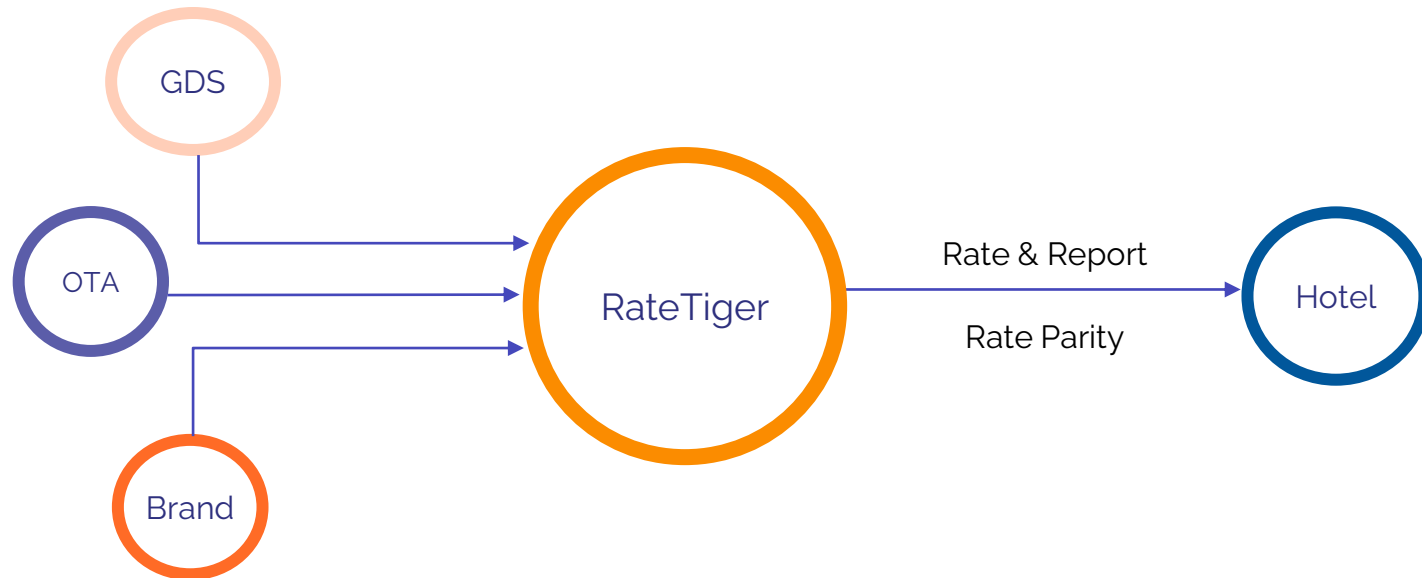 GDS
OTA
Brand
RateTiger
Rate & Report
Rate Parity
Hotel